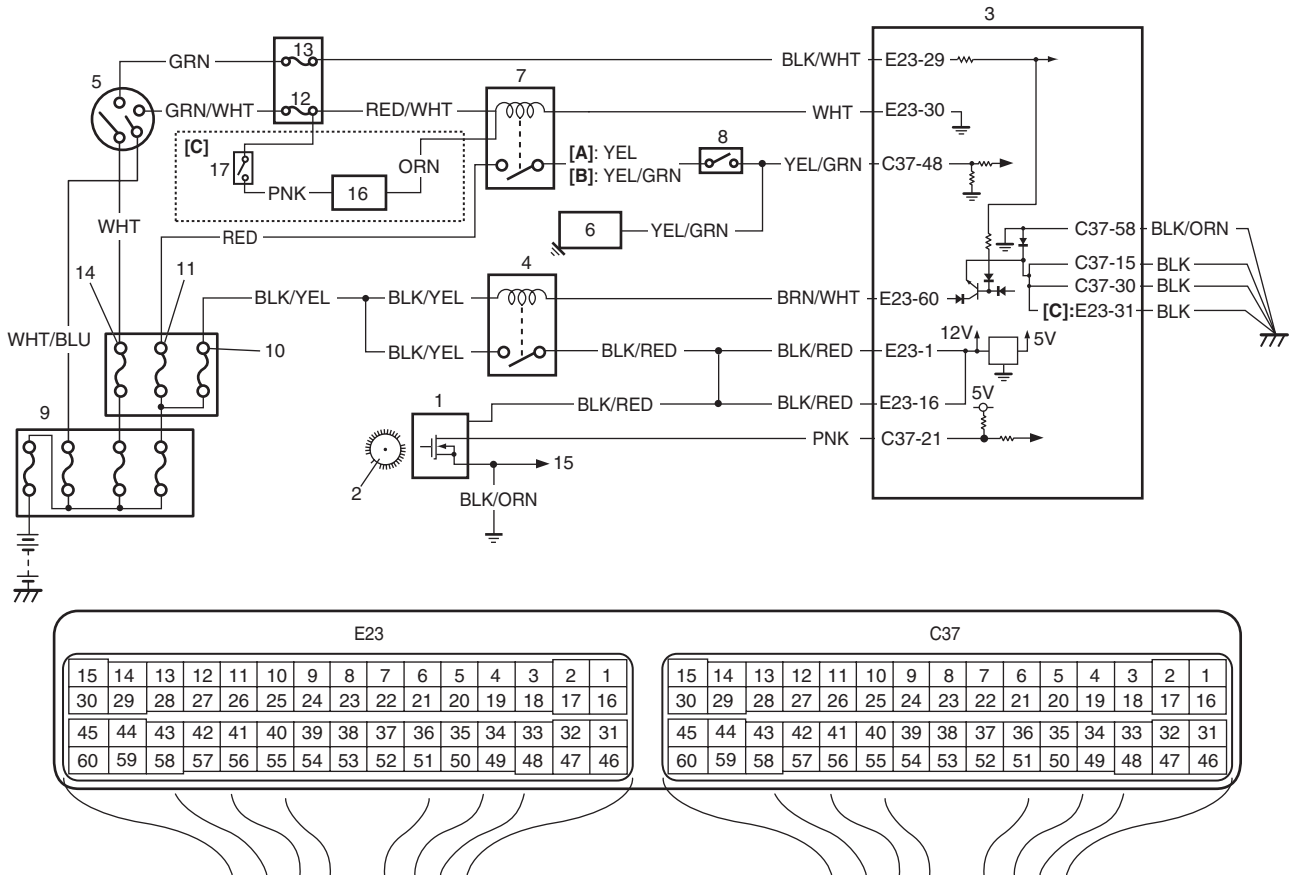 3
5
GRN
13
BLK/WHT
E23-29
7
GRN/WHT
12
RED/WHT
WHT
E23-30
[C]
17
ORN
PNK
16
[A]: YEL
[B]: YEL/GRN
8
YEL/GRN
C37-48
WHT
RED
6
YEL/GRN
C37-58
BLK/ORN
14
11
4
C37-15
BLK
C37-30
BLK
BLK/YEL
BLK/YEL
BRN/WHT
E23-60
[C]:E23-31
BLK
WHT/BLU
10
BLK/YEL
BLK/RED
BLK/RED
E23-1
12V
5V
9
1
BLK/RED
BLK/RED
E23-16
5V
PNK
C37-21
2
15
BLK/ORN
E23
C37
15 14 13 12 11 10 9 8 7 6 5 4 3 2 1
30 29 28 27 26 25 24 23 22 21 20 19 18 17 16
45 44 43 42 41 40 39 38 37 36 35 34 33 32 31
60 59 58 57 56 55 54 53 52 51 50 49 48 47 46
15 14 13 12 11 10 9 8 7 6 5 4 3 2 1
30 29 28 27 26 25 24 23 22 21 20 19 18 17 16
45 44 43 42 41 40 39 38 37 36 35 34 33 32 31
60 59 58 57 56 55 54 53 52 51 50 49 48 47 46